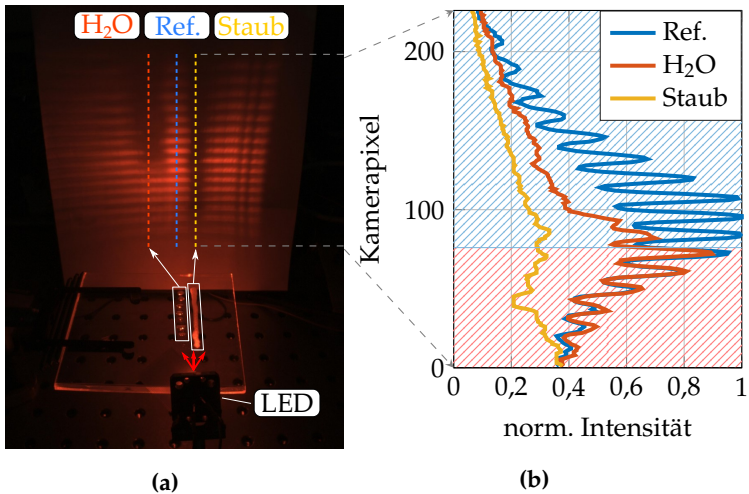 H₂O Ref. Staub
LED
(a)
Kamerapixel
200
100
0
Ref.
H₂O
Staub
0 0,2 0,4 0,6 0,8 1
norm. Intensität
(b)